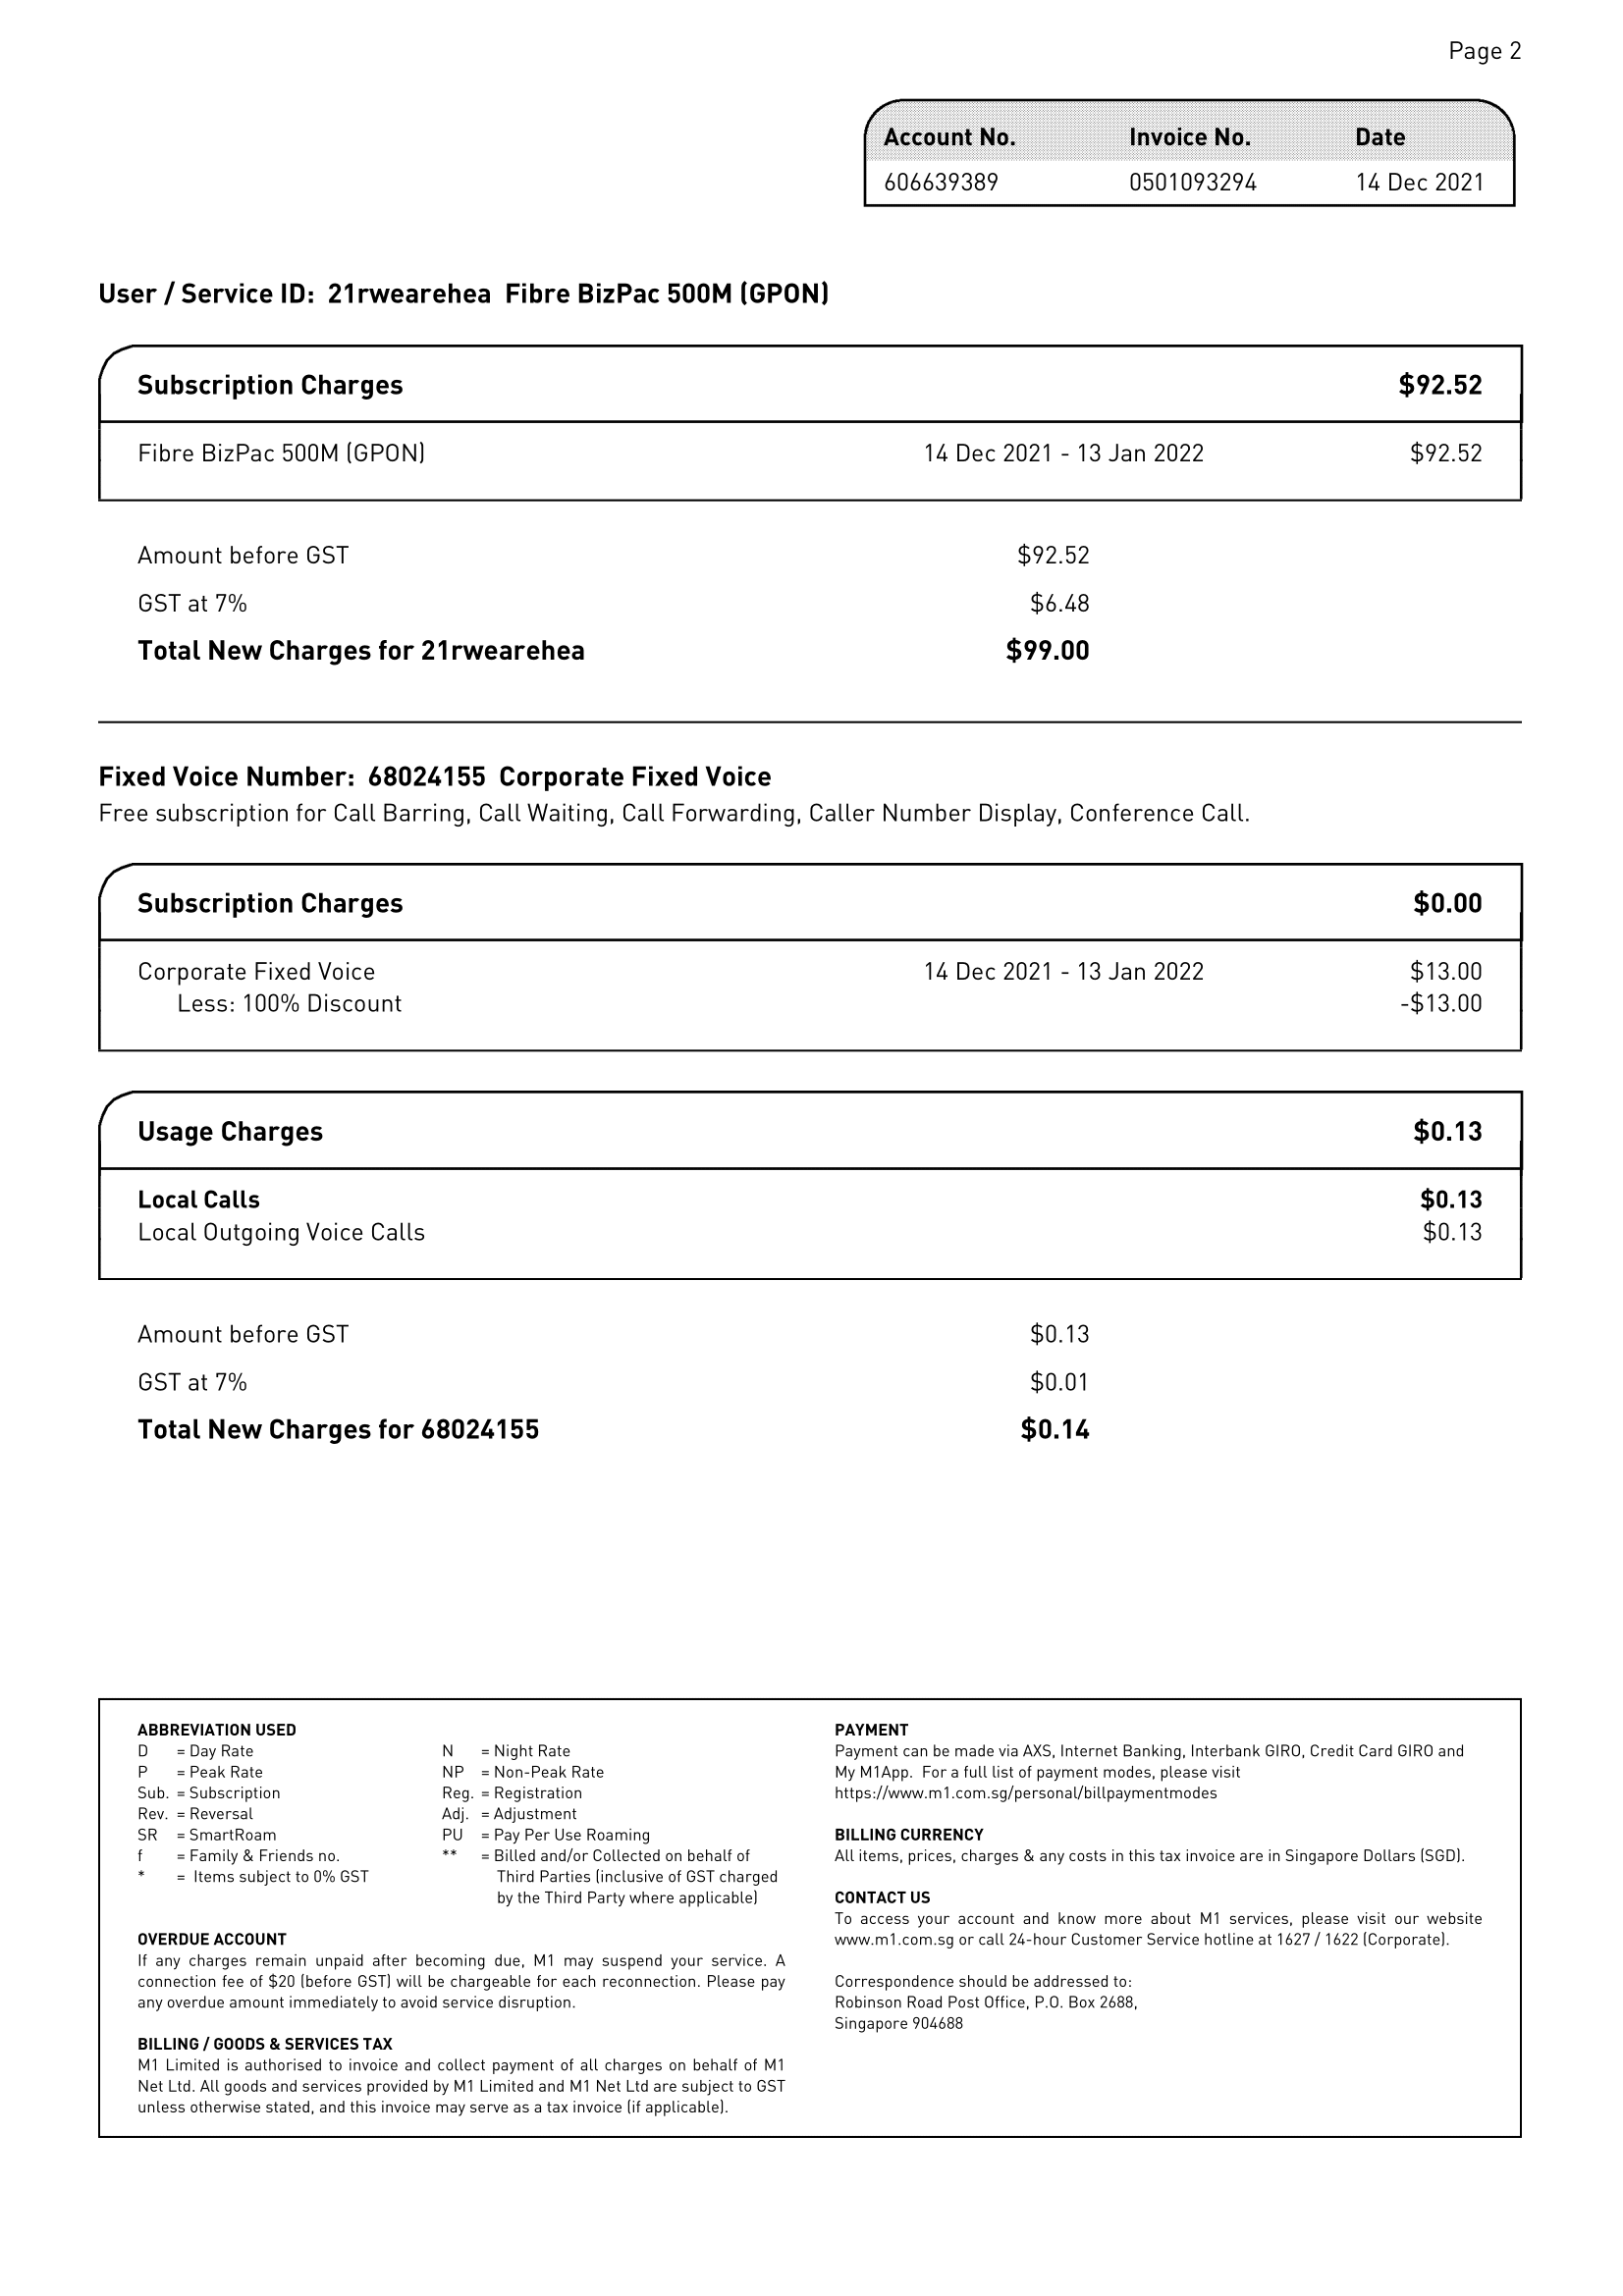 Page 2
Account No. Invoice No. Date
606639389 0501093294 14 Dec 2021
User / Service ID: 21rwearehea Fibre BizPac 500M (GPON)
Subscription Charges $92.52
Fibre BizPac 500M (GPON) 14 Dec 2021 - 13 Jan 2022 $92.52
Amount before GST $92.52
GST at 7% $6.48
Total New Charges for 21rwearehea $99.00
Fixed Voice Number: 68024155 Corporate Fixed Voice
Free subscription for Call Barring, Call Waiting, Call Forwarding, Caller Number Display, Conference Call.
Subscription Charges $0.00
Corporate Fixed Voice 14 Dec 2021 - 13 Jan 2022 $13.00
Less: 100% Discount -$13.00
Usage Charges $0.13
Local Calls $0.13
Local Outgoing Voice Calls $0.13
Amount before GST $0.13
GST at 7% $0.01
Total New Charges for 68024155 $0.14
ABBREVIATION USED
D = Day Rate N = Night Rate
P = Peak Rate NP = Non-Peak Rate
Sub. = Subscription Reg. = Registration
Rev. = Reversal Adj. = Adjustment
SR = SmartRoam PU = Pay Per Use Roaming
f = Family & Friends no. ** = Billed and/or Collected on behalf of
* = Items subject to 0% GST Third Parties (inclusive of GST charged
by the Third Party where applicable)
OVERDUE ACCOUNT
If any charges remain unpaid after becoming due, M1 may suspend your service. A
connection fee of $20 (before GST) will be chargeable for each reconnection. Please pay
any overdue amount immediately to avoid service disruption.
BILLING / GOODS & SERVICES TAX
M1 Limited is authorised to invoice and collect payment of all charges on behalf of M1
Net Ltd. All goods and services provided by M1 Limited and M1 Net Ltd are subject to GST
unless otherwise stated, and this invoice may serve as a tax invoice (if applicable).
PAYMENT
Payment can be made via AXS, Internet Banking, Interbank GIRO, Credit Card GIRO and
My M1App. For a full list of payment modes, please visit
https://www.m1.com.sg/personal/billpaymentmodes
BILLING CURRENCY
All items, prices, charges & any costs in this tax invoice are in Singapore Dollars (SGD).
CONTACT US
To access your account and know more about M1 services, please visit our website
www.m1.com.sg or call 24-hour Customer Service hotline at 1627 / 1622 (Corporate).
Correspondence should be addressed to:
Robinson Road Post Office, P.O. Box 2688,
Singapore 904688